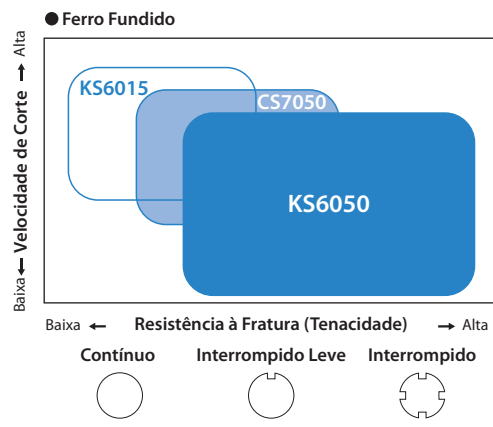 ● Ferro Fundido
Baixa ← Velocidade de Corte → Alta
KS6015
CS7050
KS6050
Baixa ← Resistência à Fratura (Tenacidade) → Alta
Contínuo Interrompido Leve Interrompido